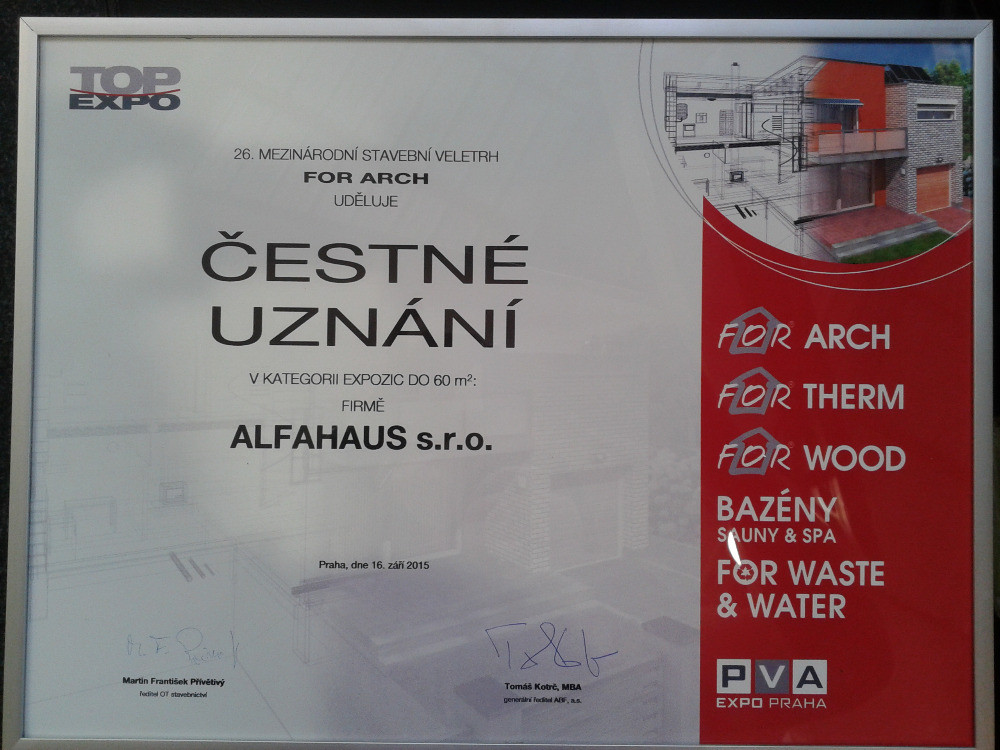 TOP
EXPO
26. MEZINÁRODNÍ STAVEBNÍ VELETRH
FOR ARCH
UDĚLUJE
ČESTNÉ
UZNÁNÍ
V KATEGORII EXPOZIC DO 60 m²:
FIRMĚ
ALFAHAUS s.r.o.
Praha, dne 16. září 2015
Martin František Přívětivý
ředitel OT stavebnictví
Tomáš Kotrč, MBA
generální ředitel ABF, a.s.
FOR ARCH
FOR THERM
FOR WOOD
BAZÉNY
SAUNY & SPA
FOR WASTE
& WATER
PVA
EXPO PRAHA